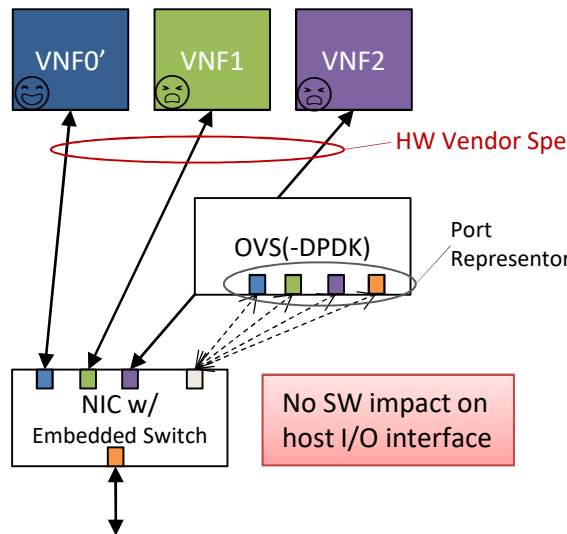 VNF0’
VNF1
VNF2
HW Vendor Spe
OVS(-DPDK)
Port
Representor
NIC w/
Embedded Switch
No SW impact on
host I/O interface